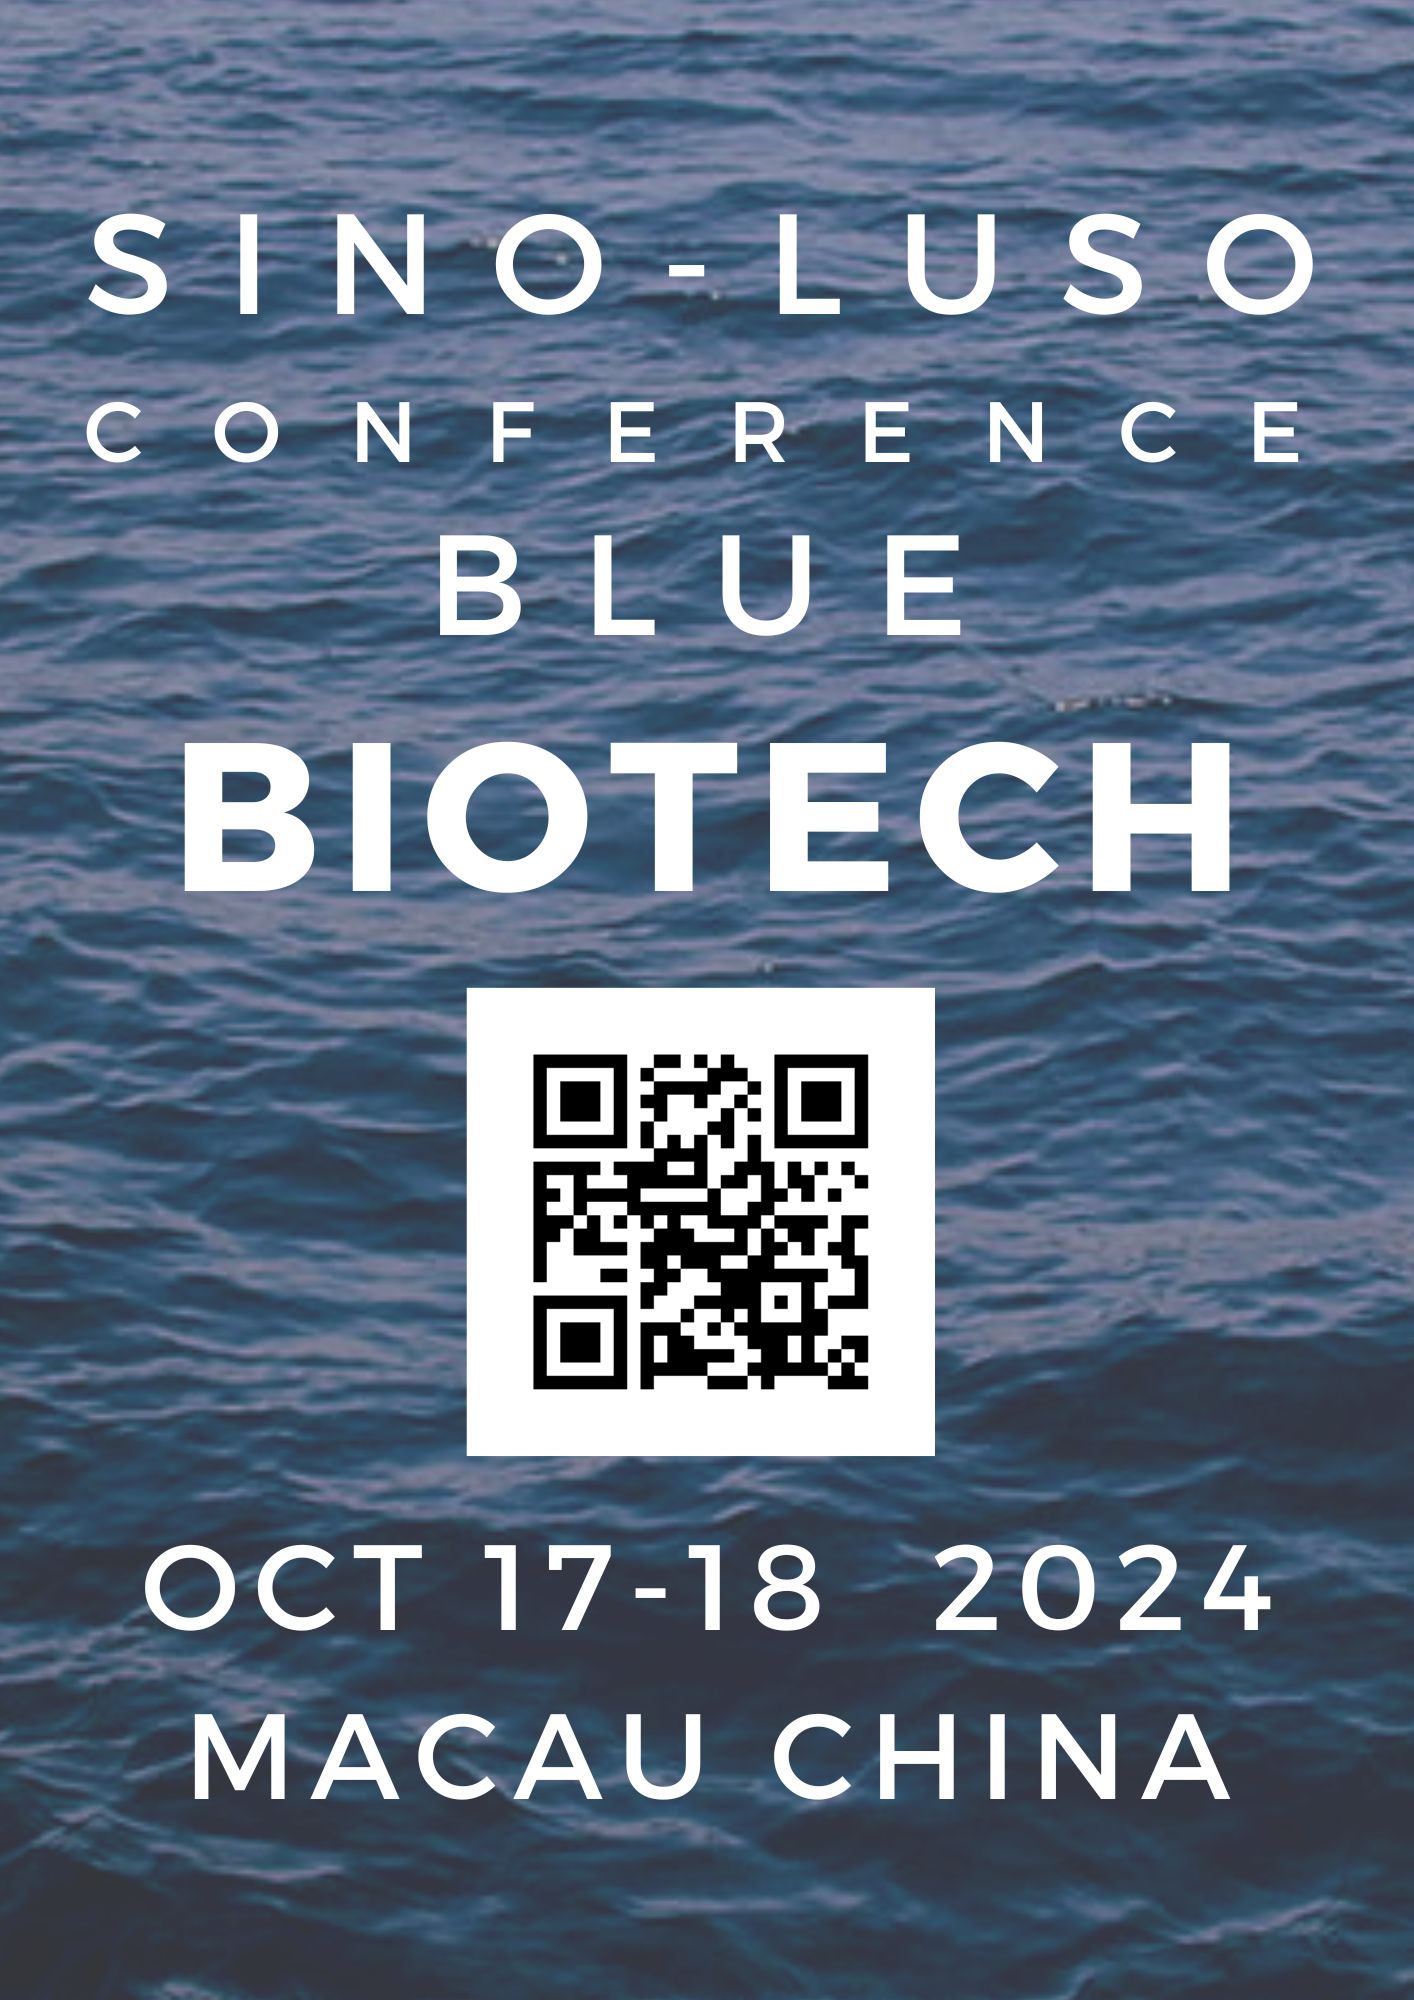 SINO-LUSO
CONFERENCE
BLUE
BIOTECH
OCT 17-18 2024
MACAU CHINA